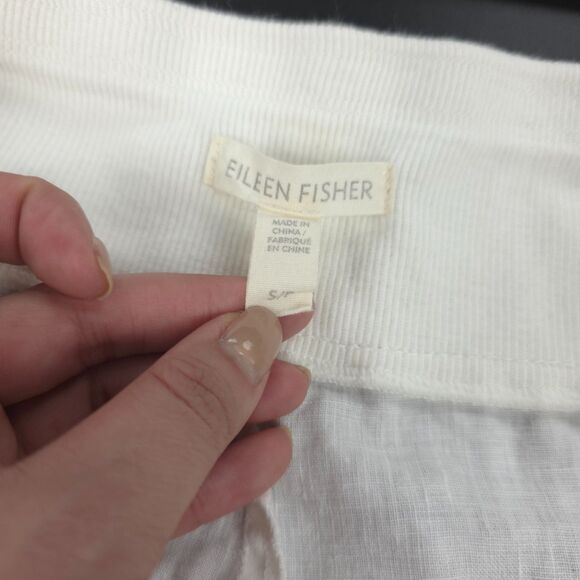 EILEEN FISHER
MADE IN
CHINA/
FABRIQUÉ
EN CHINE